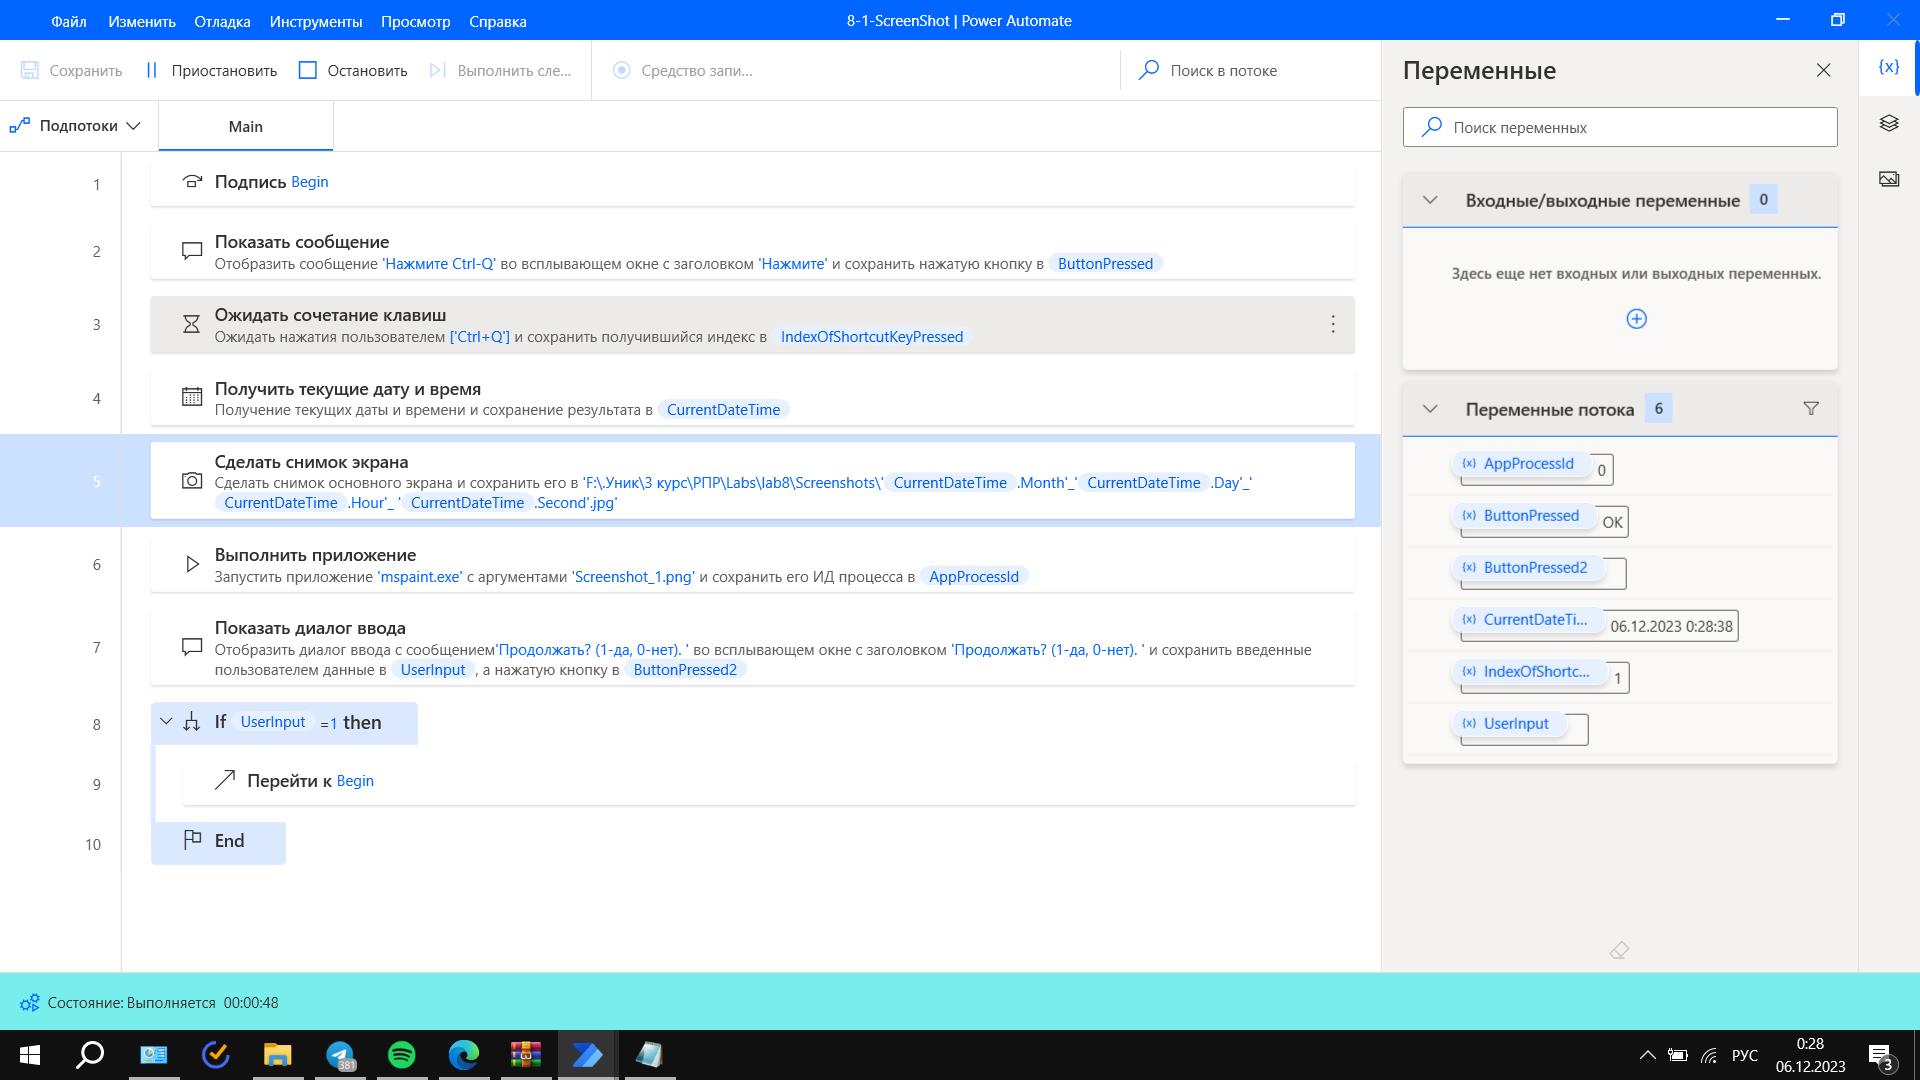 Файл Изменить Отладка Инструменты Просмотр Справка
8-1-ScreenShot | Power Automate
Сохранить Приостановить Остановить Выполнить сле... Средство запи... Поиск в потоке
Подпотоки Main
1 Подпись Begin
2 Показать сообщение
Отобразить сообщение 'Нажмите Ctrl-Q' во всплывающем окне с заголовком 'Нажмите' и сохранить нажатую кнопку в ButtonPressed
3 Ожидать сочетание клавиш
Ожидать нажатия пользователем ['Ctrl+Q'] и сохранить получившийся индекс в IndexOfShortcutKeyPressed
4 Получить текущие дату и время
Получение текущих даты и времени и сохранение результата в CurrentDateTime
5 Сделать снимок экрана
Сделать снимок основного экрана и сохранить его в 'F:\.Уник\3 курс\РПР\Labs\lab8\Screenshots\' CurrentDateTime .Month'_' CurrentDateTime .Day'_'
CurrentDateTime .Hour'_ ' CurrentDateTime .Second'.jpg'
6 Выполнить приложение
Запустить приложение 'mspaint.exe' с аргументами 'Screenshot_1.png' и сохранить его ИД процесса в AppProcessId
7 Показать диалог ввода
Отобразить диалог ввода с сообщением'Продолжать? (1-да, 0-нет). ' во всплывающем окне с заголовком 'Продолжать? (1-да, 0-нет). ' и сохранить введенные
пользователем данные в UserInput , а нажатую кнопку в ButtonPressed2
8 If UserInput =1 then
9 Перейти к Begin
10 End
Переменные
{x}
Поиск переменных
Входные/выходные переменные 0
Здесь еще нет входных или выходных переменных.
Переменные потока 6
{x} AppProcessId 0
{x} ButtonPressed OK
{x} ButtonPressed2
{x} CurrentDateTi... 06.12.2023 0:28:38
{x} IndexOfShortc... 1
{x} UserInput
Состояние: Выполняется 00:00:48
381
РУС
0:28
06.12.2023
3